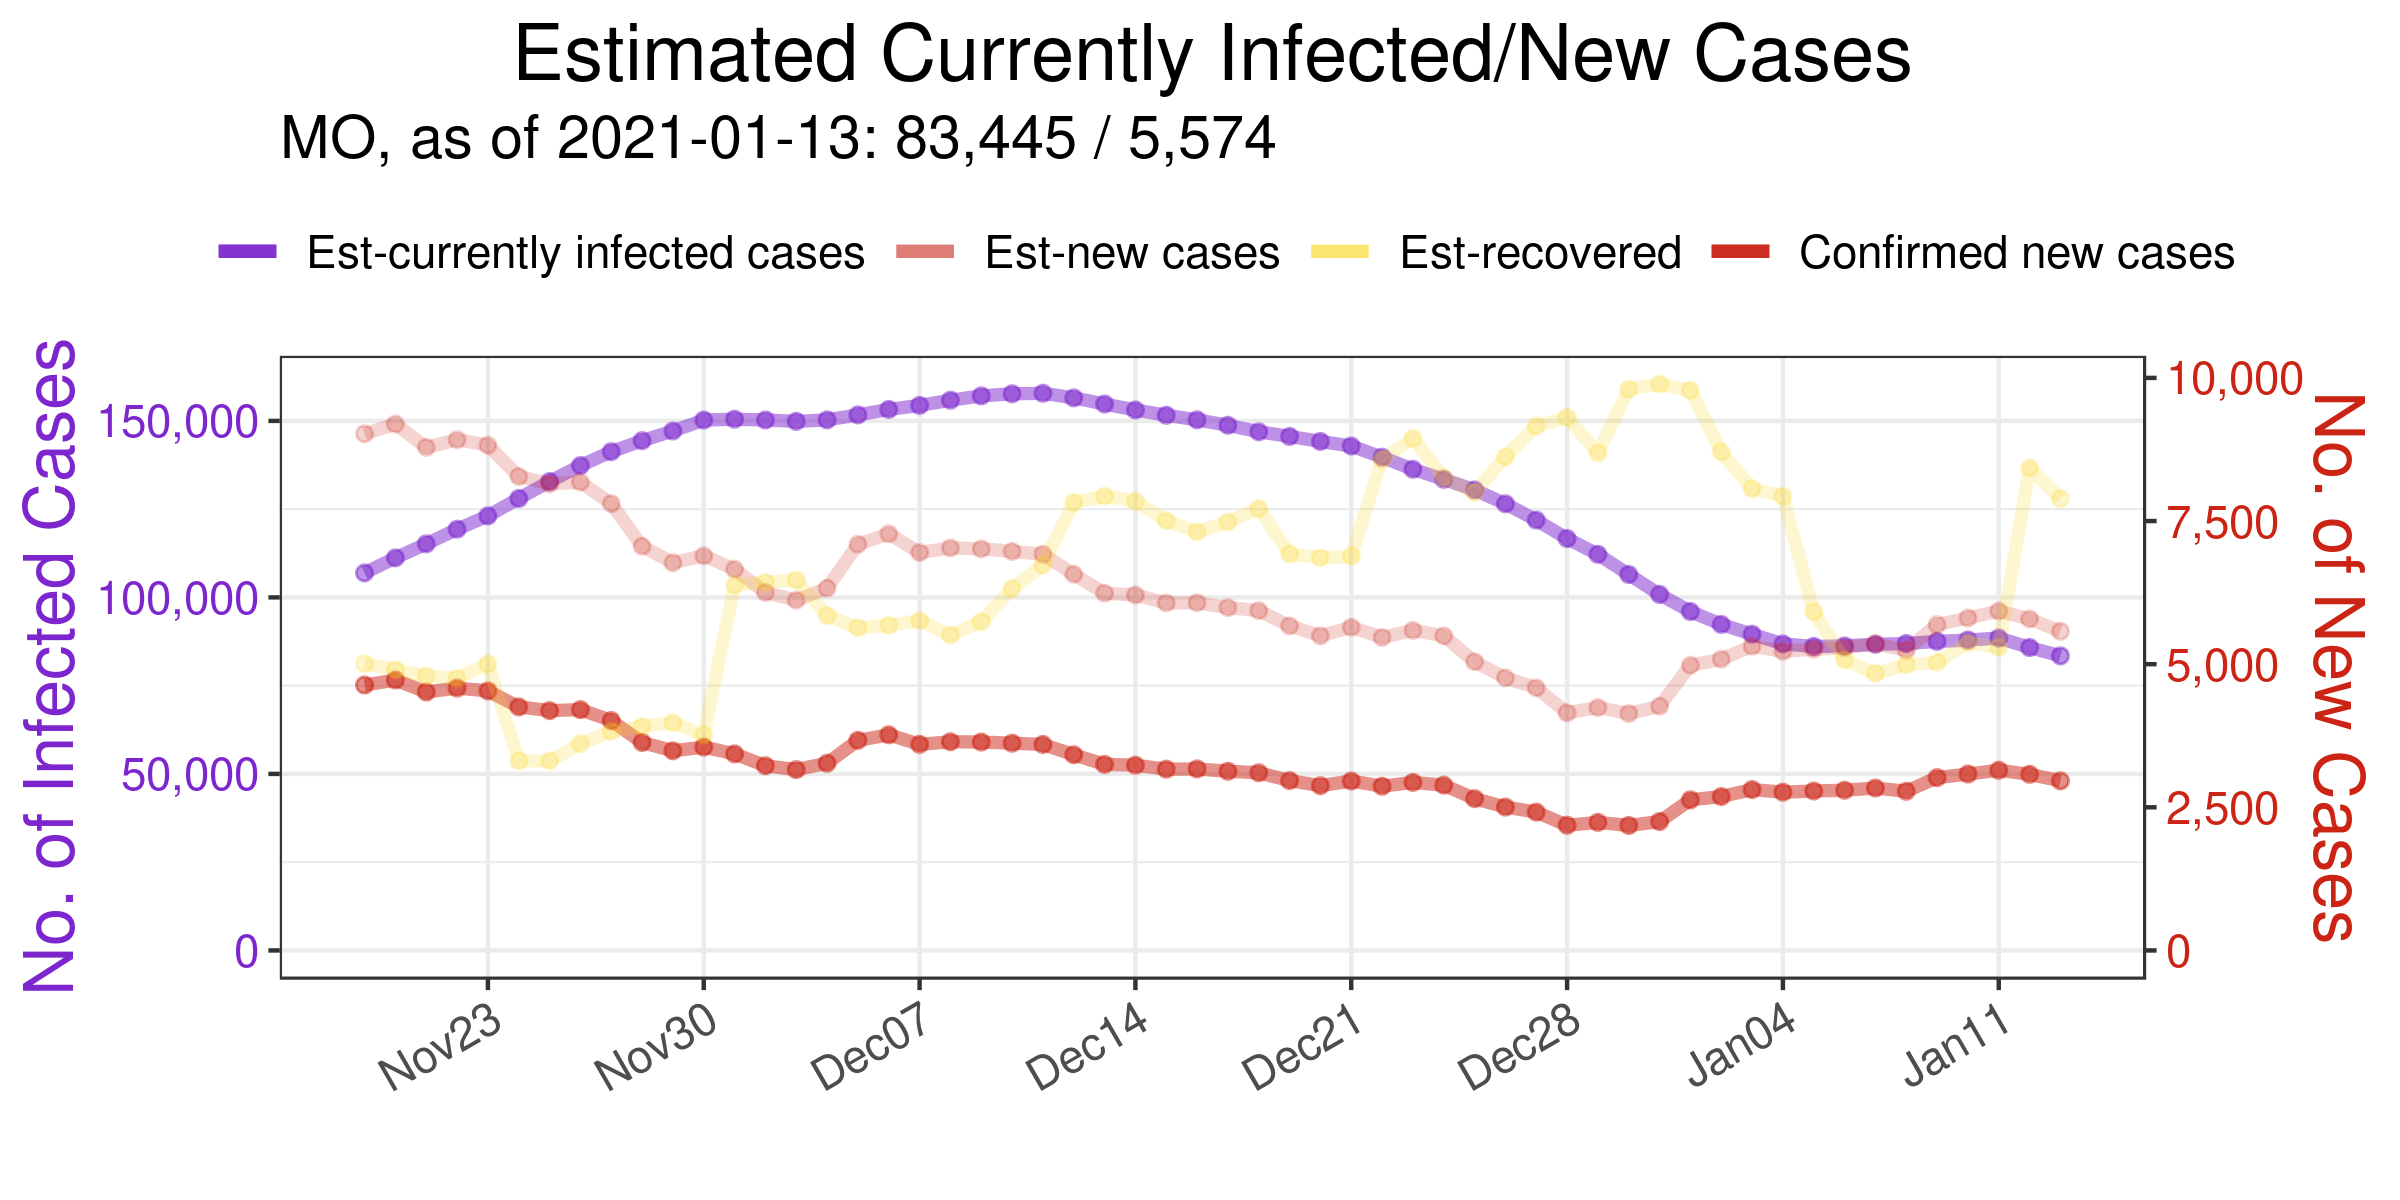 Estimated Currently Infected/New Cases
MO, as of 2021-01-13: 83,445 / 5,574
Est-currently infected cases Est-new cases Est-recovered Confirmed new cases
No. of Infected Cases
150,000
100,000
50,000
0
10,000
7,500
5,000
2,500
0
No. of New Cases
Nov23 Nov30 Dec07 Dec14 Dec21 Dec28 Jan04 Jan11